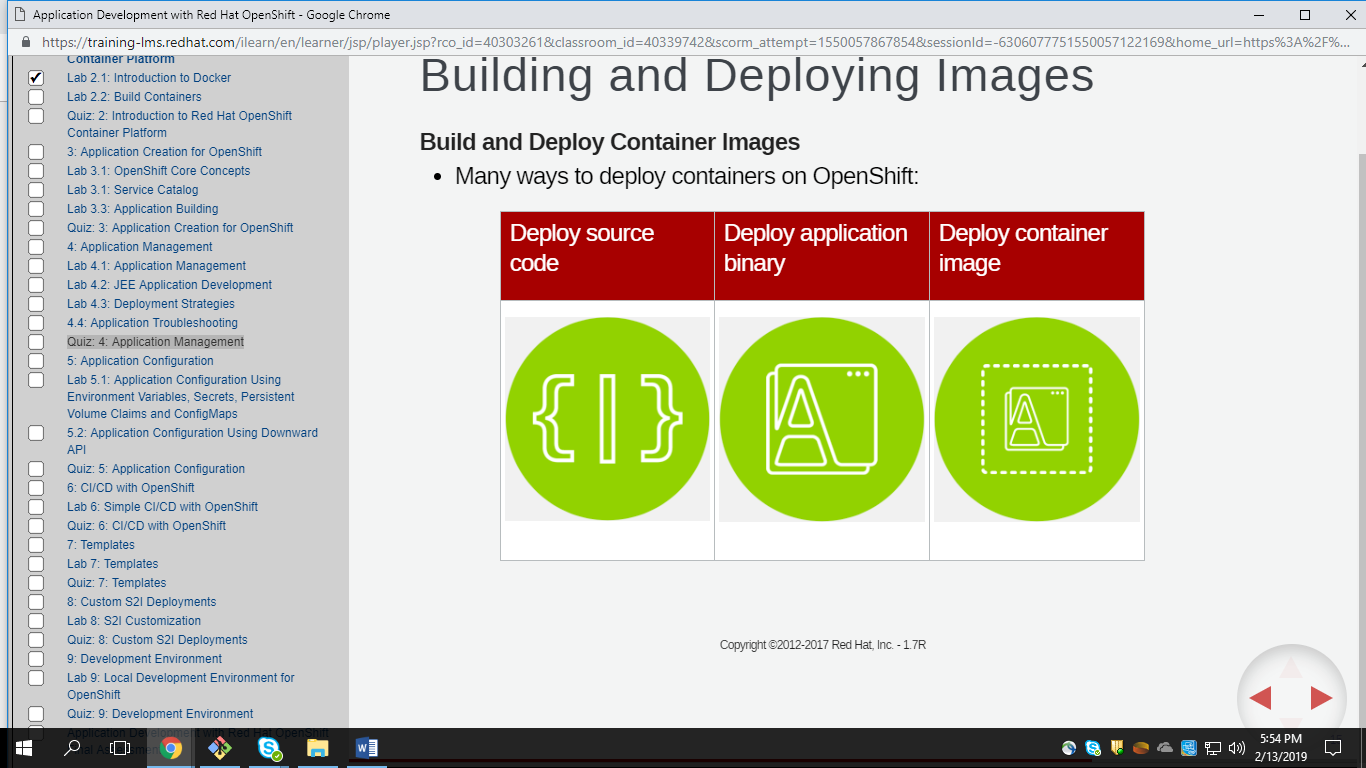 Application Development with Red Hat OpenShift - Google Chrome
https://training-lms.redhat.com/ilearn/en/learner/jsp/player.jsp?rco_id=40303261&classroom_id=40339742&scorm_attempt=1550057867854&sessionId=-6306077751550057122169&home_url=https%3A%2F%...
Container Platform
Lab 2.1: Introduction to Docker
Lab 2.2: Build Containers
Quiz: 2: Introduction to Red Hat OpenShift
Container Platform
3: Application Creation for OpenShift
Lab 3.1: OpenShift Core Concepts
Lab 3.1: Service Catalog
Lab 3.3: Application Building
Quiz: 3: Application Creation for OpenShift
4: Application Management
Lab 4.1: Application Management
Lab 4.2: JEE Application Development
Lab 4.3: Deployment Strategies
4.4: Application Troubleshooting
Quiz: 4: Application Management
5: Application Configuration
Lab 5.1: Application Configuration Using
Environment Variables, Secrets, Persistent
Volume Claims and ConfigMaps
5.2: Application Configuration Using Downward
API
Quiz: 5: Application Configuration
6: CI/CD with OpenShift
Lab 6: Simple CI/CD with OpenShift
Quiz: 6: CI/CD with OpenShift
7: Templates
Lab 7: Templates
Quiz: 7: Templates
8: Custom S2I Deployments
Lab 8: S2I Customization
Quiz: 8: Custom S2I Deployments
9: Development Environment
Lab 9: Local Development Environment for
OpenShift
Quiz: 9: Development Environment
Application Development with Red Hat OpenShift
Building and Deploying Images
Build and Deploy Container Images
• Many ways to deploy containers on OpenShift:
Deploy source
code
Deploy application
binary
Deploy container
image
{|}
A
A
Copyright ©2012-2017 Red Hat, Inc. - 1.7R
5:54 PM
2/13/2019